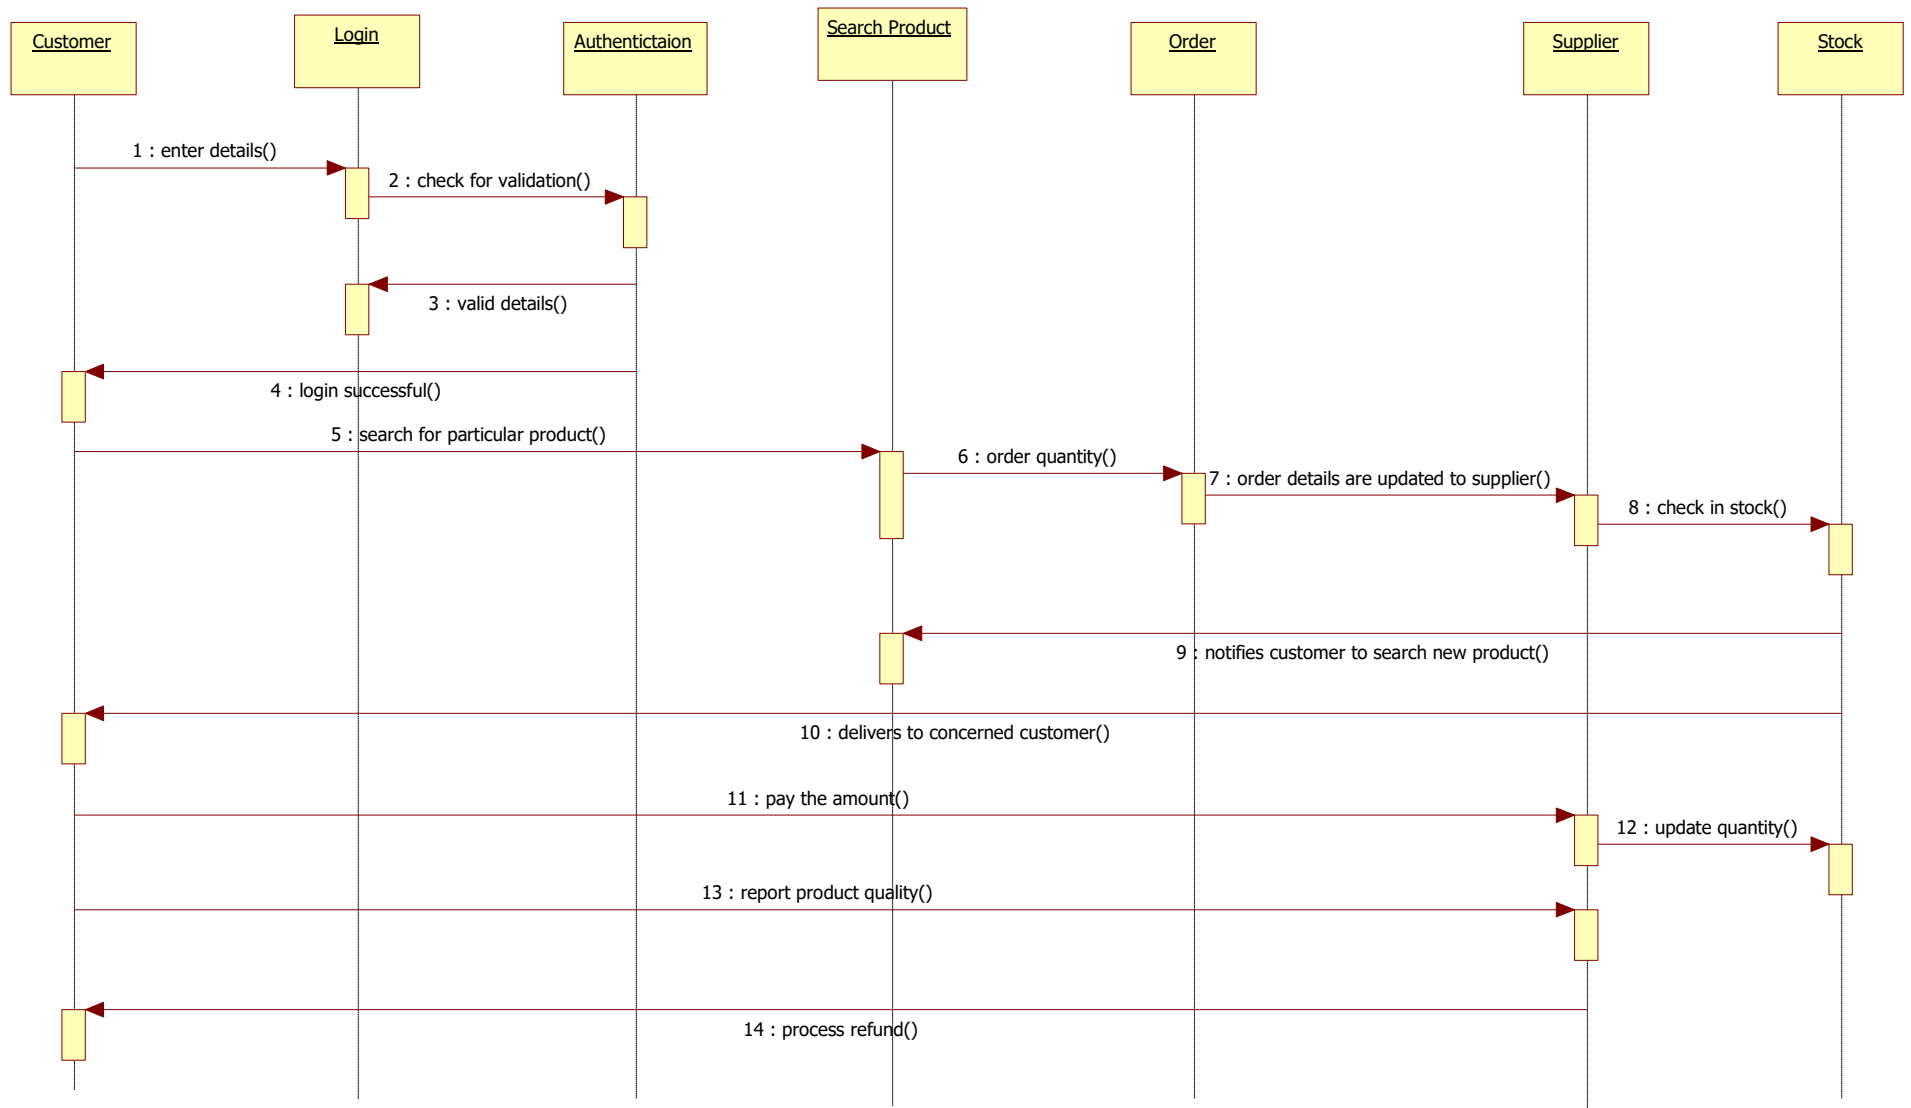 Customer
Login
Authentictaion
Search Product
Order
Supplier
Stock
1 : enter details()
2 : check for validation()
3 : valid details()
4 : login successful()
5 : search for particular product()
6 : order quantity()
7 : order details are updated to supplier()
8 : check in stock()
9 : notifies customer to search new product()
10 : delivers to concerned customer()
11 : pay the amount()
12 : update quantity()
13 : report product quality()
14 : process refund()